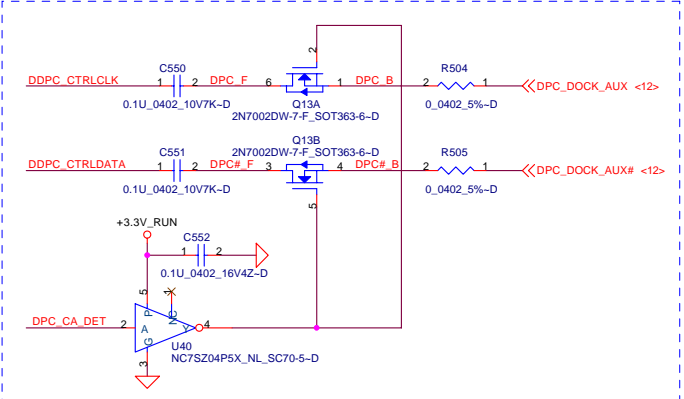 2
C550
R504
DDPC_CTRLCLK 1 2 DPC_F 6 1 DPC_B 2 1 DPC_DOCK_AUX <12>
0.1U_0402_10V7K~D Q13A 0_0402_5%~D
2N7002DW-7-F_SOT363-6~D
Q13B
C551 2N7002DW-7-F_SOT363-6~D R505
DDPC_CTRLDATA 1 2 DPC#_F 3 4 DPC#_B 2 1 DPC_DOCK_AUX# <12>
0.1U_0402_10V7K~D 0_0402_5%~D
5
+3.3V_RUN
C552
1 2
0.1U_0402_16V4Z~D
5 1
P NC
DPC_CA_DET 2 A Y 4
G
U40
3 NC7SZ04P5X_NL_SC70-5~D